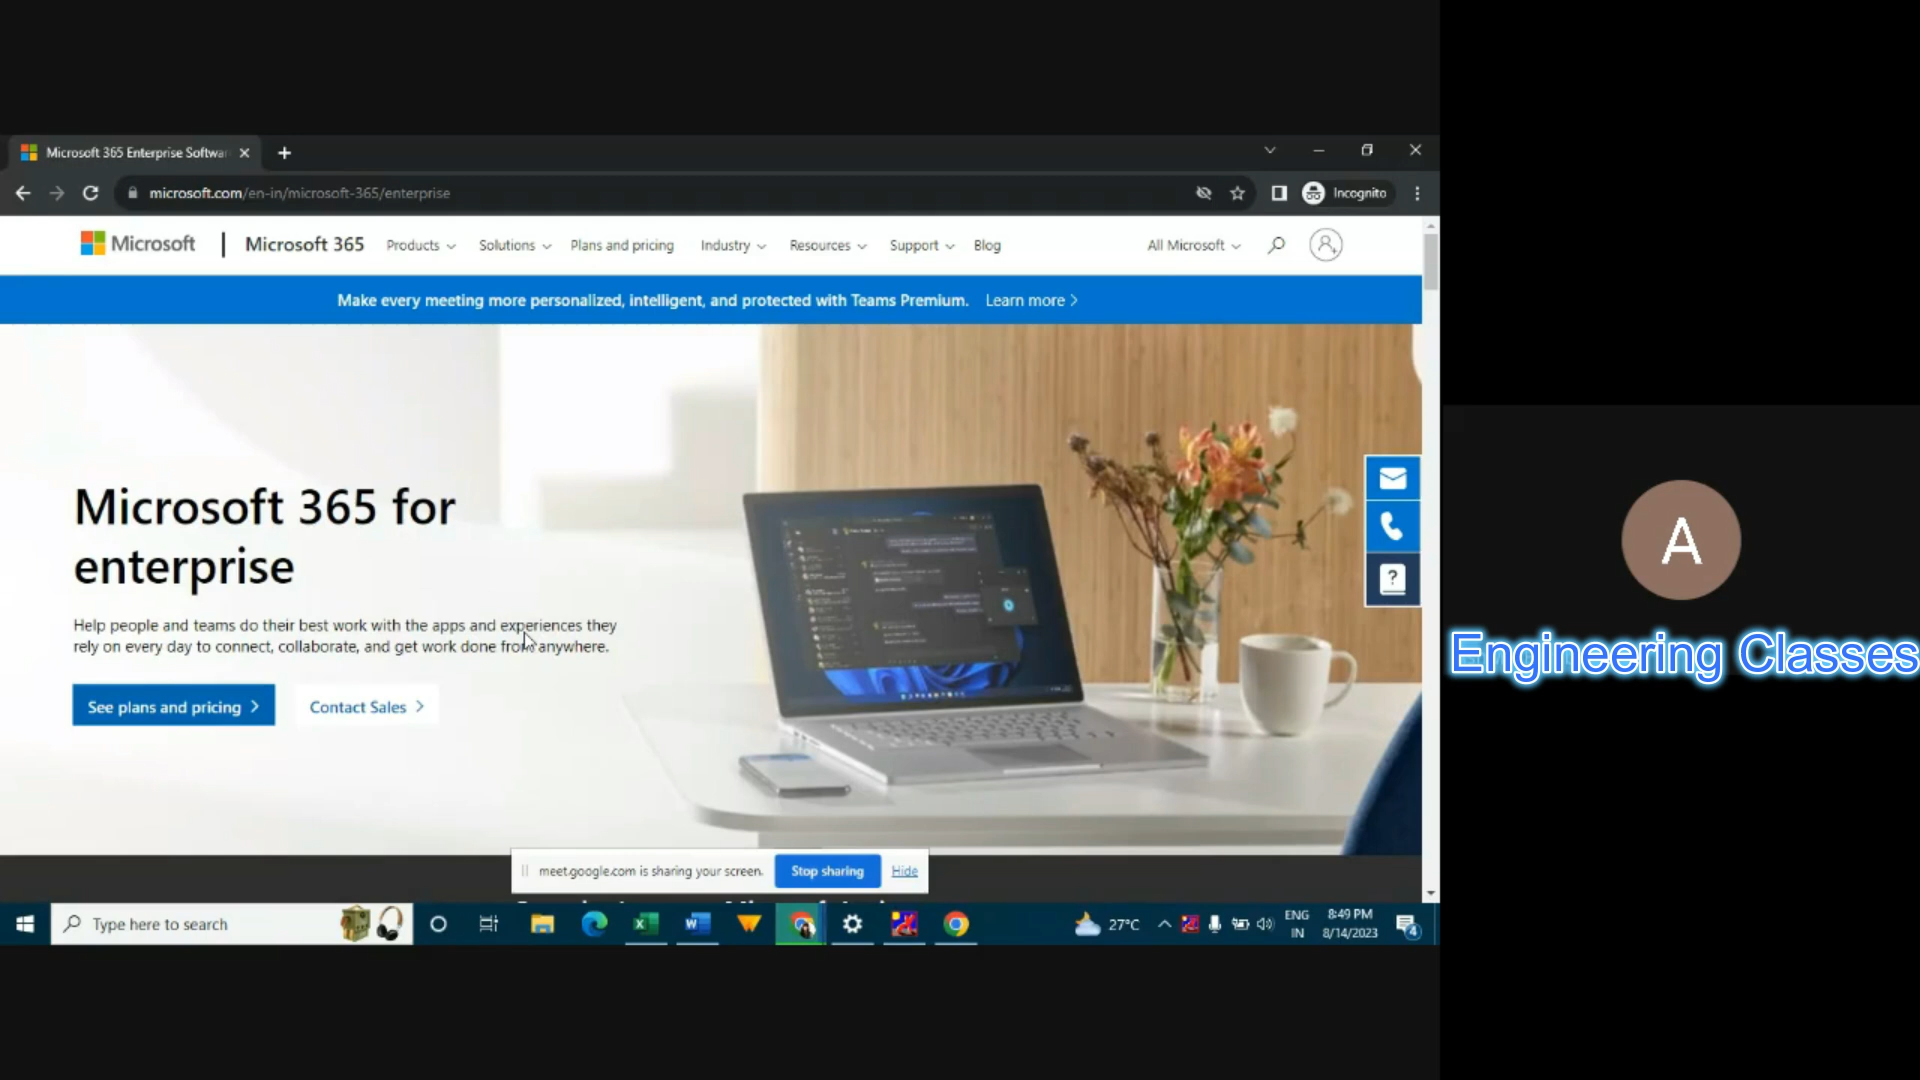 Microsoft 365 Enterprise Softwar
microsoft.com/en-in/microsoft-365/enterprise
Incognito
Microsoft | Microsoft 365 Products Solutions Plans and pricing Industry Resources Support Blog All Microsoft
Make every meeting more personalized, intelligent, and protected with Teams Premium. Learn more >
Microsoft 365 for
enterprise
Help people and teams do their best work with the apps and experiences they
rely on every day to connect, collaborate, and get work done from anywhere.
See plans and pricing >
Contact Sales >
A
Engineering Classes
meet.google.com is sharing your screen. Stop sharing Hide
Type here to search
27°C
ENG
IN
8:49 PM
8/14/2023
4